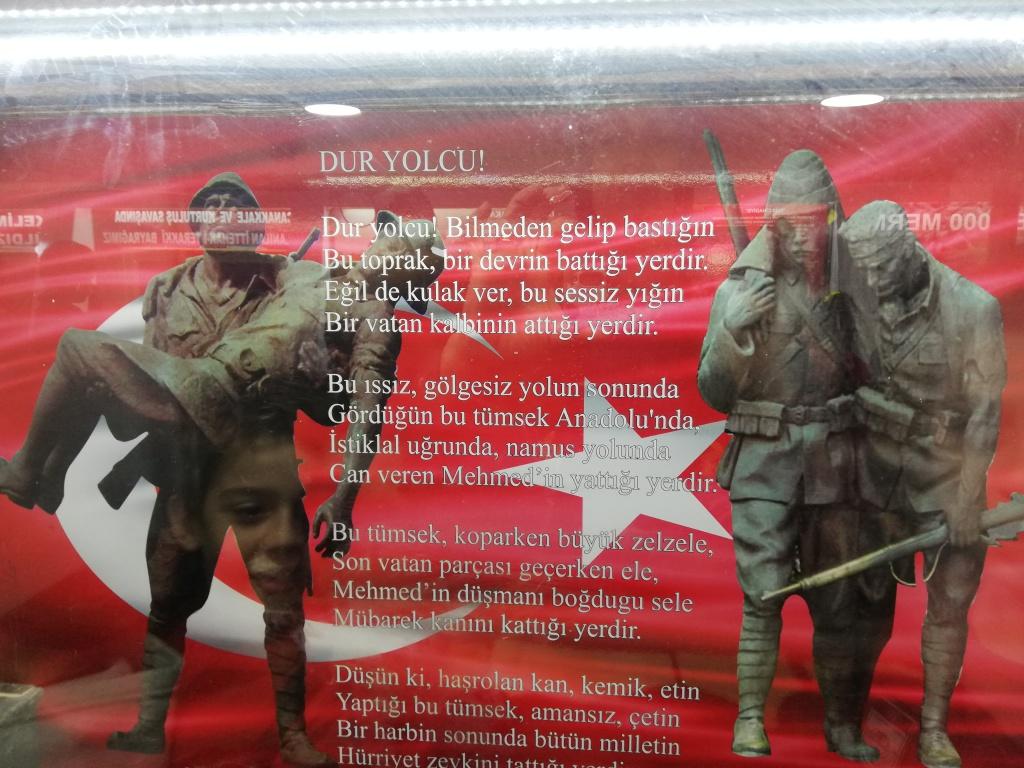 DUR YOLCU!
Dur yolcu! Bilmeden gelip bastığın
Bu toprak, bir devrin battığı yerdir.
Eğil de kulak ver, bu sessiz yığın
Bir vatan kalbinin attığı yerdir.
Bu ıssız, gölgesiz yolun sonunda
Gördüğün bu tümsek Anadolu'nda,
İstiklal uğrunda, namus yolunda
Can veren Mehmed'in yattığı yerdir.
Bu tümsek, koparken büyük zelzele,
Son vatan parçası geçerken ele,
Mehmed'in düşmanı boğdugu sele
Mübarek kanını kattığı yerdir.
Düşün ki, haşrolan kan, kemik, etin
Yaptığı bu tümsek, amansız, çetin
Bir harbin sonunda bütün milletin
Hürriyet zevkini tattığı yerdir